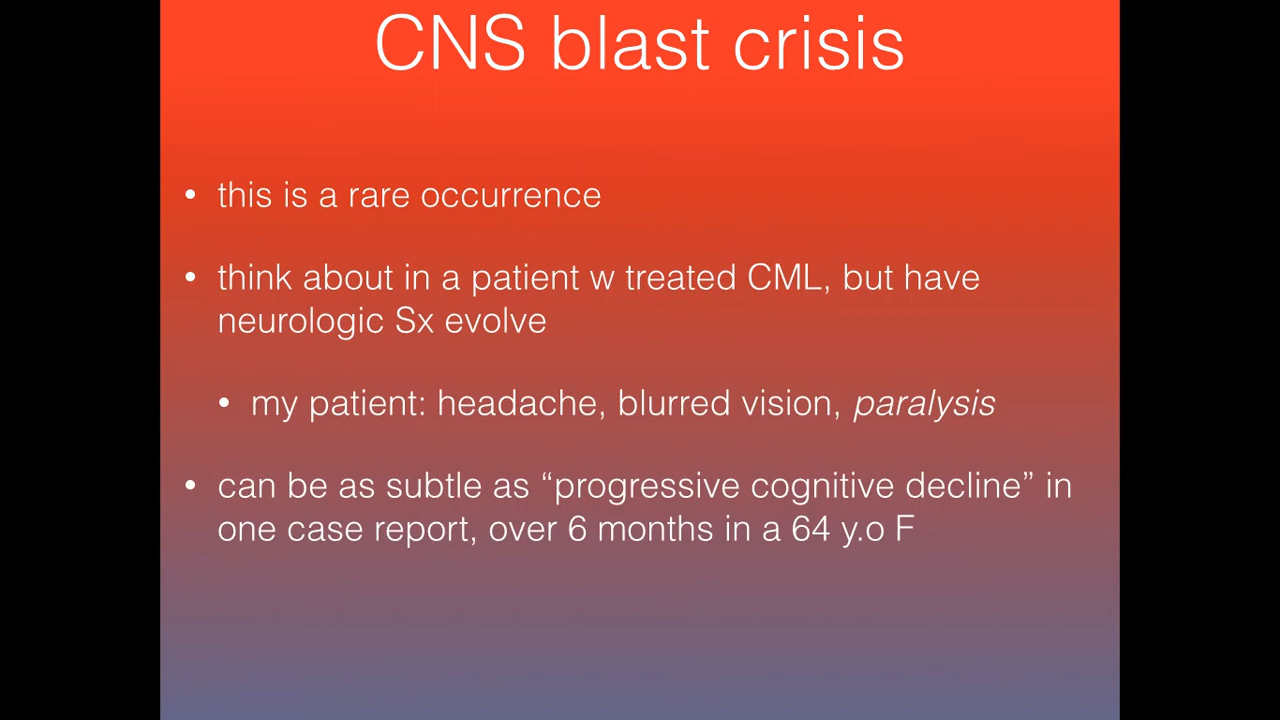 CNS blast crisis
• this is a rare occurrence
• think about in a patient w treated CML, but have
neurologic Sx evolve
• my patient: headache, blurred vision, paralysis
• can be as subtle as “progressive cognitive decline” in
one case report, over 6 months in a 64 y.o F